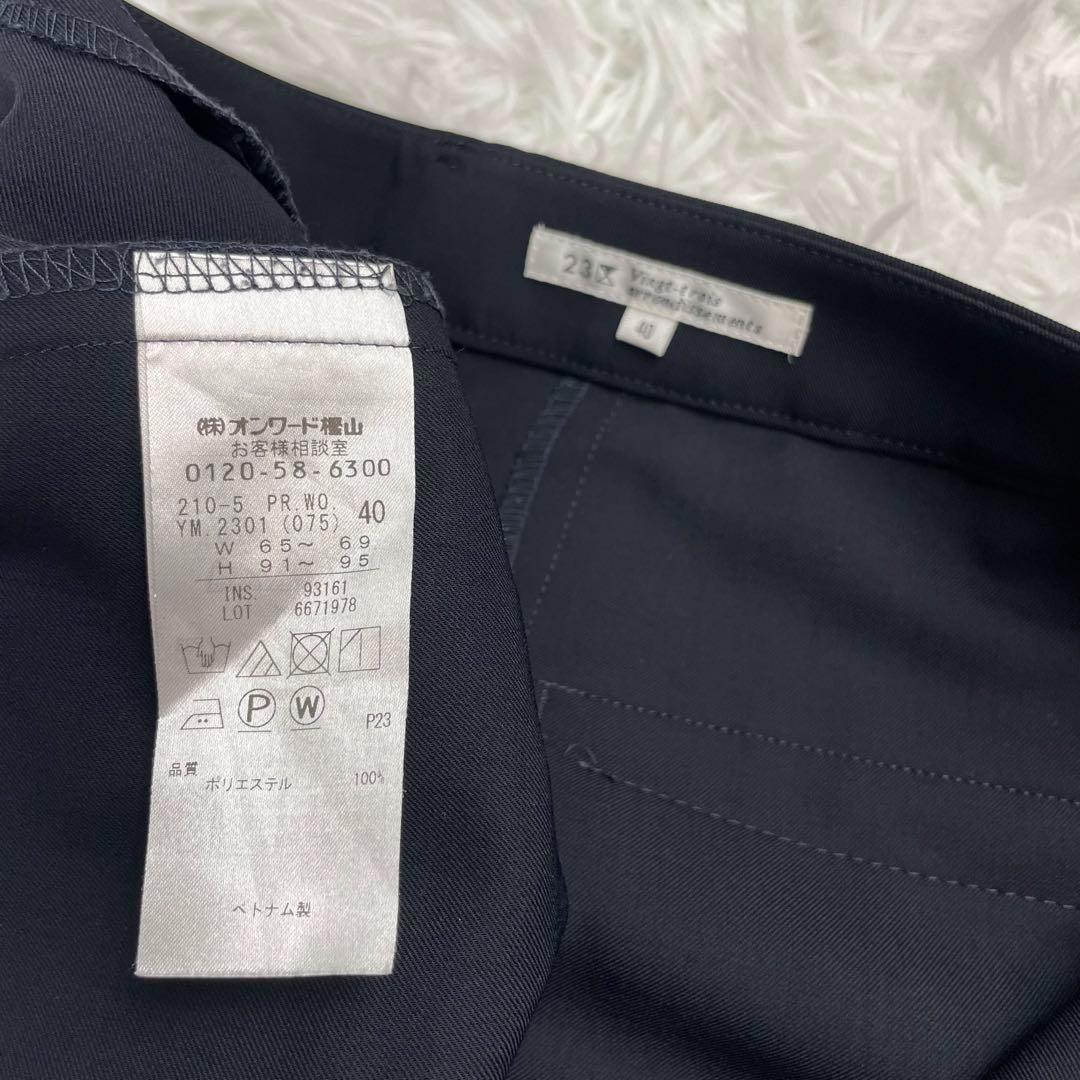 23区 Vingt-trois
arrondissements
40
(株)オンワード樫山
お客様相談室
0120-58-6300
210-5 PR.WO.
YM.2301(075) 40
W 65~ 69
H 91~ 95
INS. 93161
LOT 6671978
P W P23
品質 ポリエステル 100%
ベトナム製